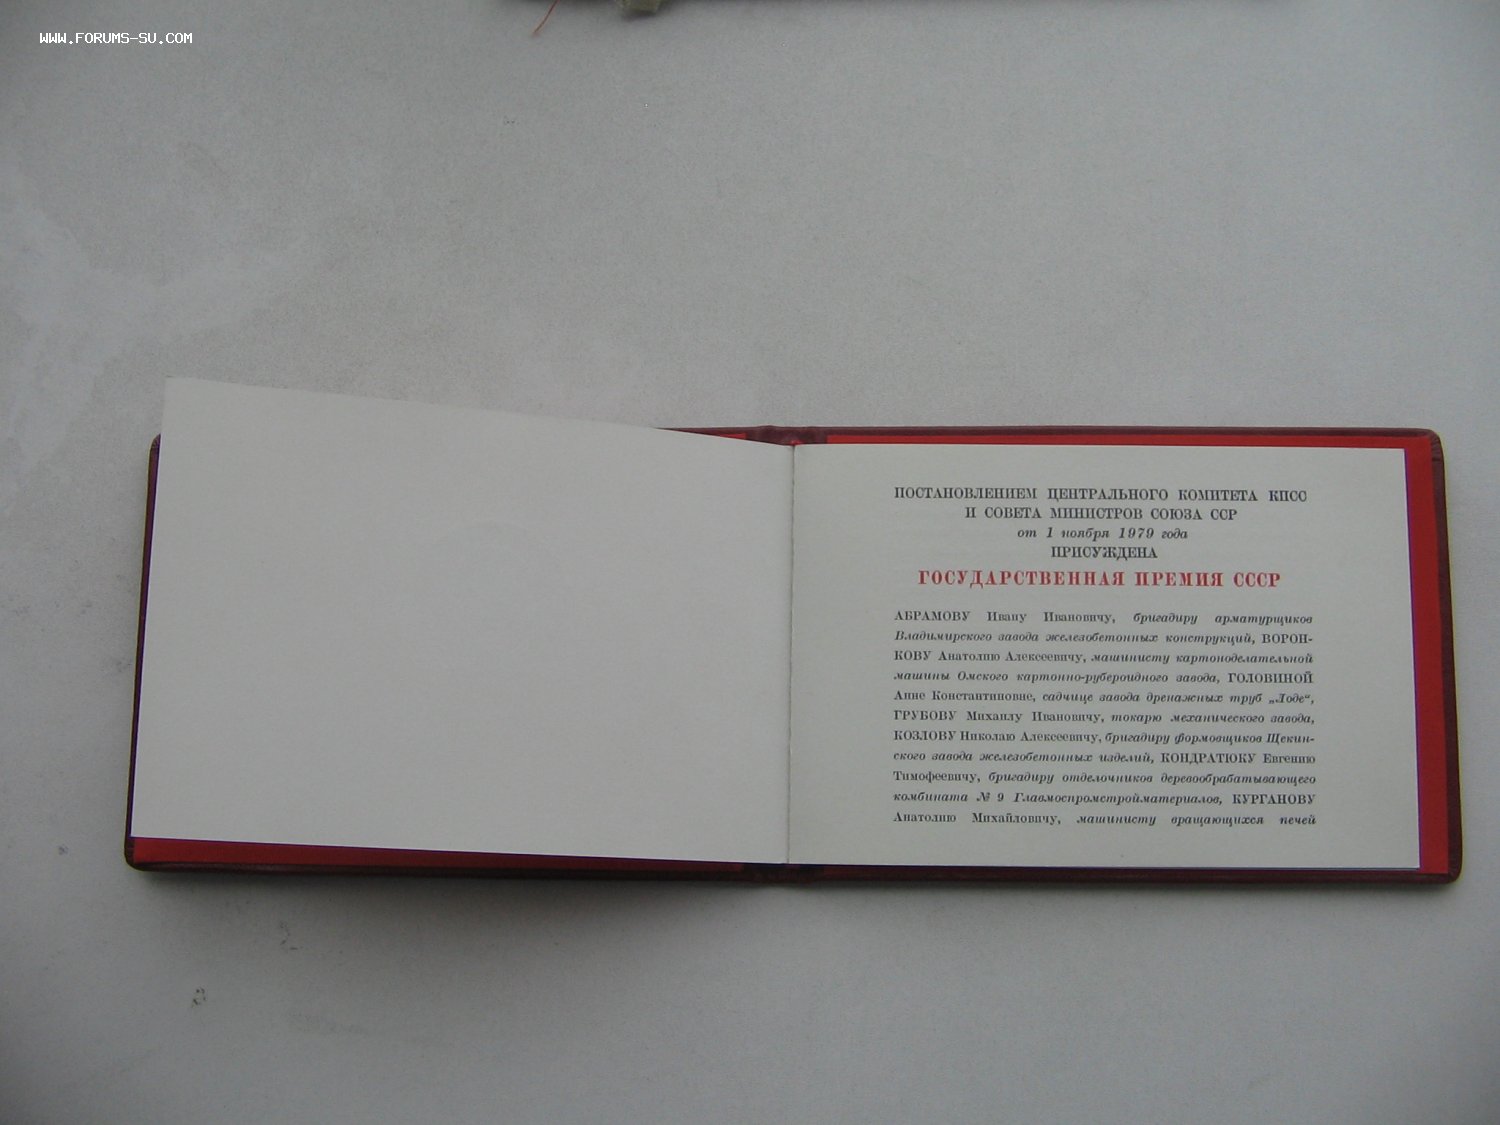 WWW.FORUMS-SU.COM
ПОСТАНОВЛЕНИЕМ ЦЕНТРАЛЬНОГО КОМИТЕТА КПСС
И СОВЕТА МИНИСТРОВ СОЮЗА ССР
от 1 ноября 1979 года
ПРИСУЖДЕНА
ГОСУДАРСТВЕННАЯ ПРЕМИЯ СССР
АБРАМОВУ Ивану Ивановичу, бригадиру арматурщиков
Владимирского завода железобетонных конструкций, ВОРОН-
КОВУ Анатолию Алексеевичу, машинисту картоноделательной
машины Омского картонно-рубероидного завода, ГОЛОВИНОЙ
Анне Константиновне, садчице завода дренажных труб „Лоде“,
ГРУБОВУ Михаилу Ивановичу, токарю механического завода,
КОЗЛОВУ Николаю Алексеевичу, бригадиру формовщиков Щекин-
ского завода железобетонных изделий, КОНДРАТЮКУ Евгению
Тимофеевичу, бригадиру отделочников деревообрабатывающего
комбината № 9 Главмоспромстройматериалов, КУРГАНОВУ
Анатолию Михайловичу, машинисту вращающихся печей